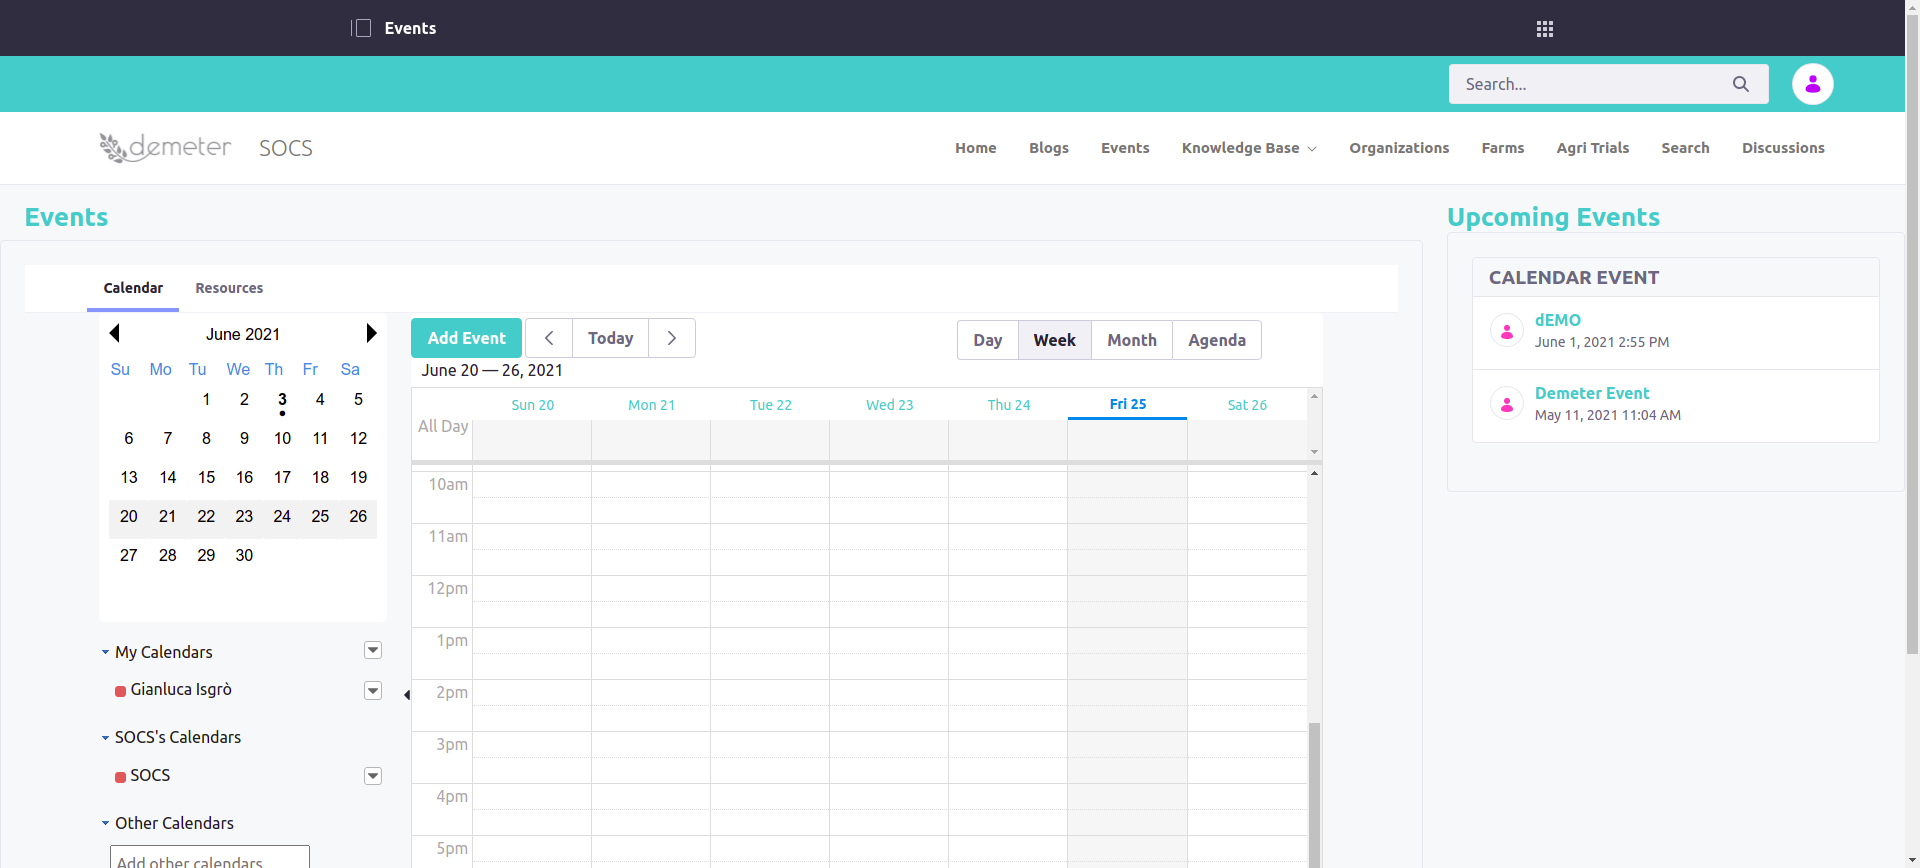 Events
Search...
demeter SOCS
Home Blogs Events Knowledge Base Organizations Farms Agri Trials Search Discussions
Events
Upcoming Events
Calendar Resources
June 2021
Su Mo Tu We Th Fr Sa
1 2 3 4 5
6 7 8 9 10 11 12
13 14 15 16 17 18 19
20 21 22 23 24 25 26
27 28 29 30
My Calendars
Gianluca Isgrò
SOCS's Calendars
SOCS
Other Calendars
Add other calendars
Add Event Today Day Week Month Agenda
June 20 — 26, 2021
Sun 20 Mon 21 Tue 22 Wed 23 Thu 24 Fri 25 Sat 26
All Day
10am
11am
12pm
1pm
2pm
3pm
4pm
5pm
CALENDAR EVENT
dEMO
June 1, 2021 2:55 PM
Demeter Event
May 11, 2021 11:04 AM